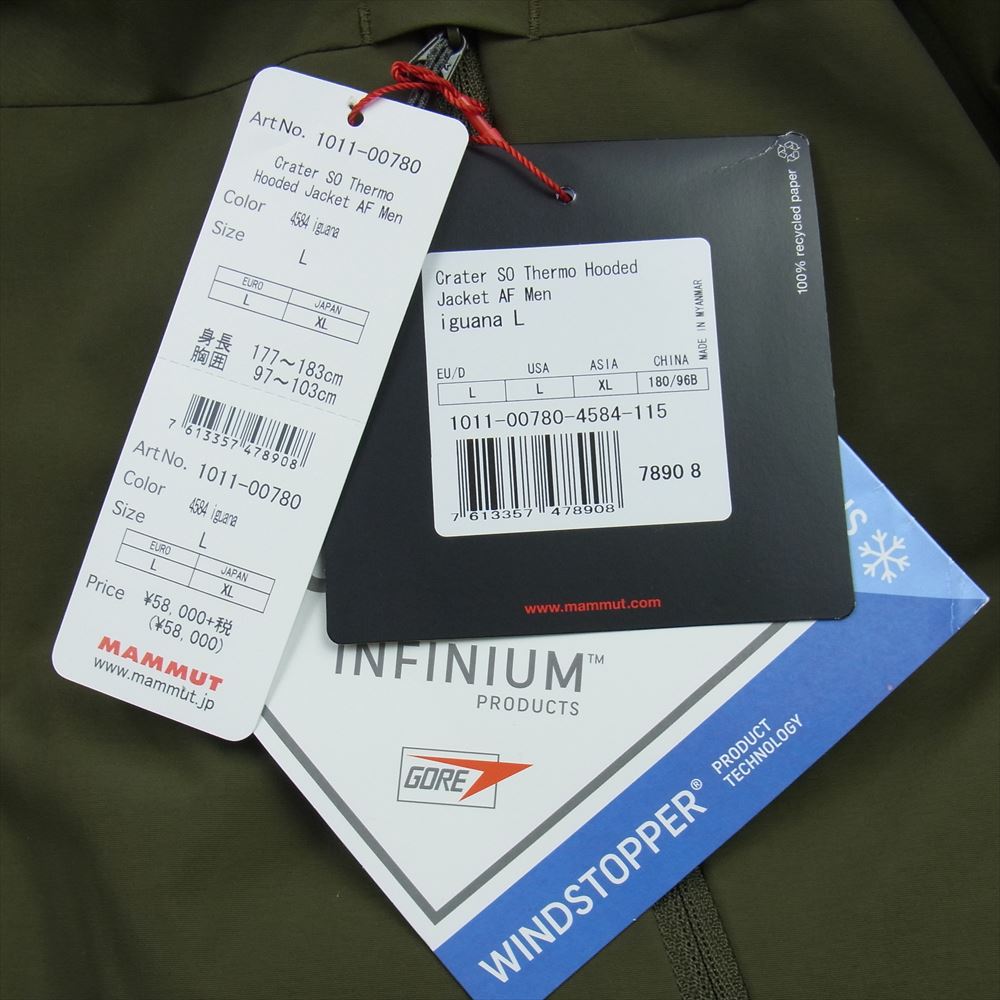 ArtNo. 1011-00780
Crater SO Thermo
Hooded Jacket AF Men
Color 4584 iguana
Size L
EURO JAPAN
L XL
身長 177～183cm
胸囲 97～103cm
7 613357 478908
ArtNo. 1011-00780
Color 4584 iguana
Size L
EURO JAPAN
L XL
Price ¥58,000+税
(¥58,000)
MAMMUT
www.mammut.jp
100% recycled paper
Crater SO Thermo Hooded
Jacket AF Men
iguana L
MADE IN MYANMAR
EU/D USA ASIA CHINA
L L XL 180/96B
1011-00780-4584-115
7890 8
7 613357 478908
www.mammut.com
INFINIUM™
PRODUCTS
GORE
WINDSTOPPER®
PRODUCT
TECHNOLOGY